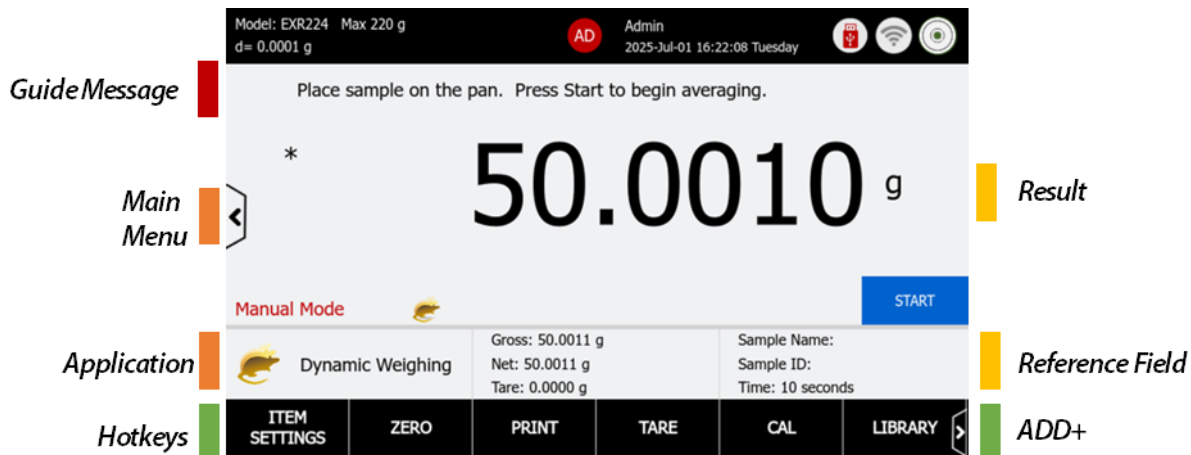 Model: EXR224 Max 220 g
d= 0.0001 g
AD
Admin
2025-Jul-01 16:22:08 Tuesday
Guide Message
Place sample on the pan. Press Start to begin averaging.
*
50.0010 g
Main
Menu
Result
START
Manual Mode
Application
Dynamic Weighing
Gross: 50.0011 g
Net: 50.0011 g
Tare: 0.0000 g
Sample Name:
Sample ID:
Time: 10 seconds
Reference Field
Hotkeys
ITEM
SETTINGS
ZERO
PRINT
TARE
CAL
LIBRARY
ADD+